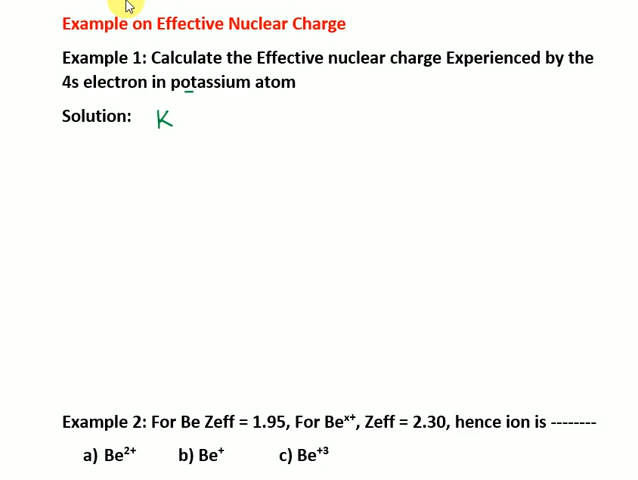 Example on Effective Nuclear Charge
Example 1: Calculate the Effective nuclear charge Experienced by the
4s electron in potassium atom
Solution: K
Example 2: For Be Zeff = 1.95, For Beˣ⁺, Zeff = 2.30, hence ion is --------
a) Be²⁺ b) Be⁺ c) Be⁺³